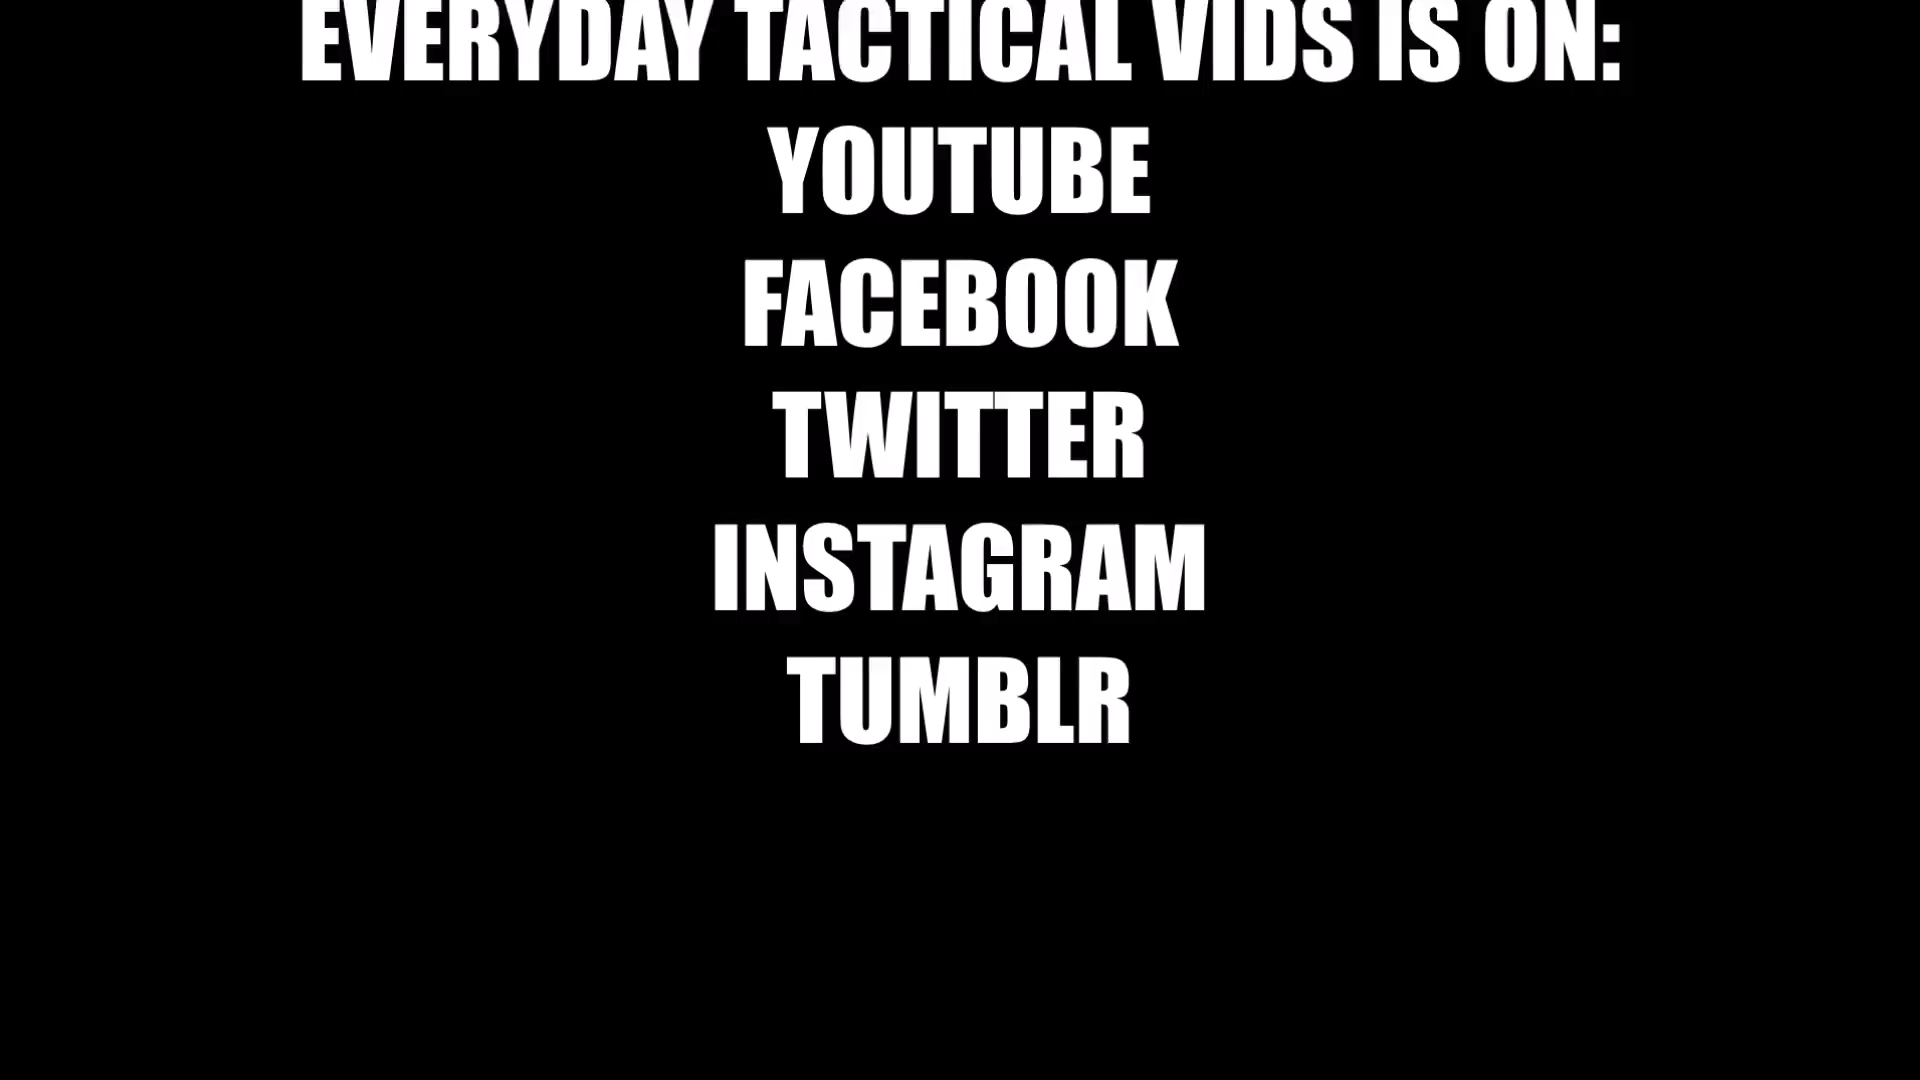 EVERYDAY TACTICAL VIDS IS ON:
YOUTUBE
FACEBOOK
TWITTER
INSTAGRAM
TUMBLR